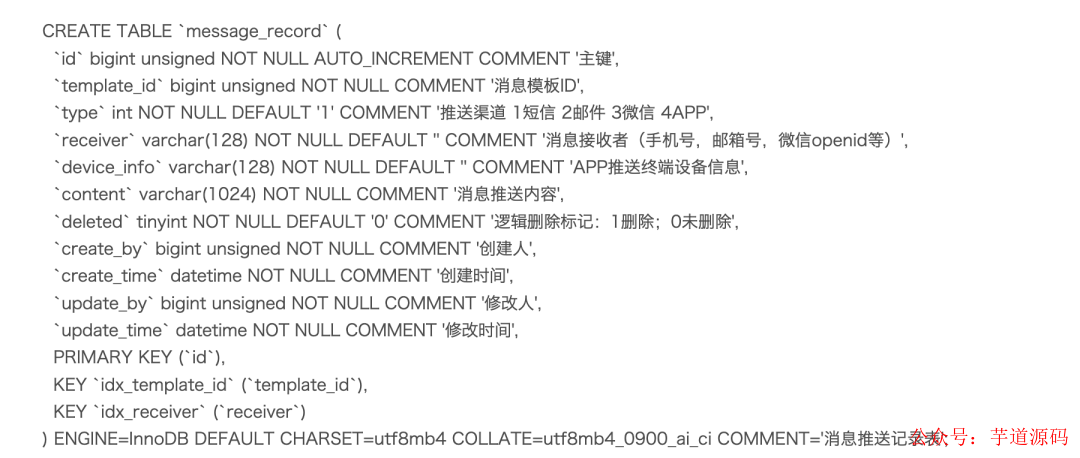 CREATE TABLE `message_record` (
`id` bigint unsigned NOT NULL AUTO_INCREMENT COMMENT '主键',
`template_id` bigint unsigned NOT NULL COMMENT '消息模板ID',
`type` int NOT NULL DEFAULT '1' COMMENT '推送渠道 1短信 2邮件 3微信 4APP',
`receiver` varchar(128) NOT NULL DEFAULT '' COMMENT '消息接收者（手机号，邮箱号，微信openid等）',
`device_info` varchar(128) NOT NULL DEFAULT '' COMMENT 'APP推送终端设备信息',
`content` varchar(1024) NOT NULL COMMENT '消息推送内容',
`deleted` tinyint NOT NULL DEFAULT '0' COMMENT '逻辑删除标记：1删除；0未删除',
`create_by` bigint unsigned NOT NULL COMMENT '创建人',
`create_time` datetime NOT NULL COMMENT '创建时间',
`update_by` bigint unsigned NOT NULL COMMENT '修改人',
`update_time` datetime NOT NULL COMMENT '修改时间',
PRIMARY KEY (`id`),
KEY `idx_template_id` (`template_id`),
KEY `idx_receiver` (`receiver`)
) ENGINE=InnoDB DEFAULT CHARSET=utf8mb4 COLLATE=utf8mb4_0900_ai_ci COMMENT='消息推送记录表';
公众号：芋道源码